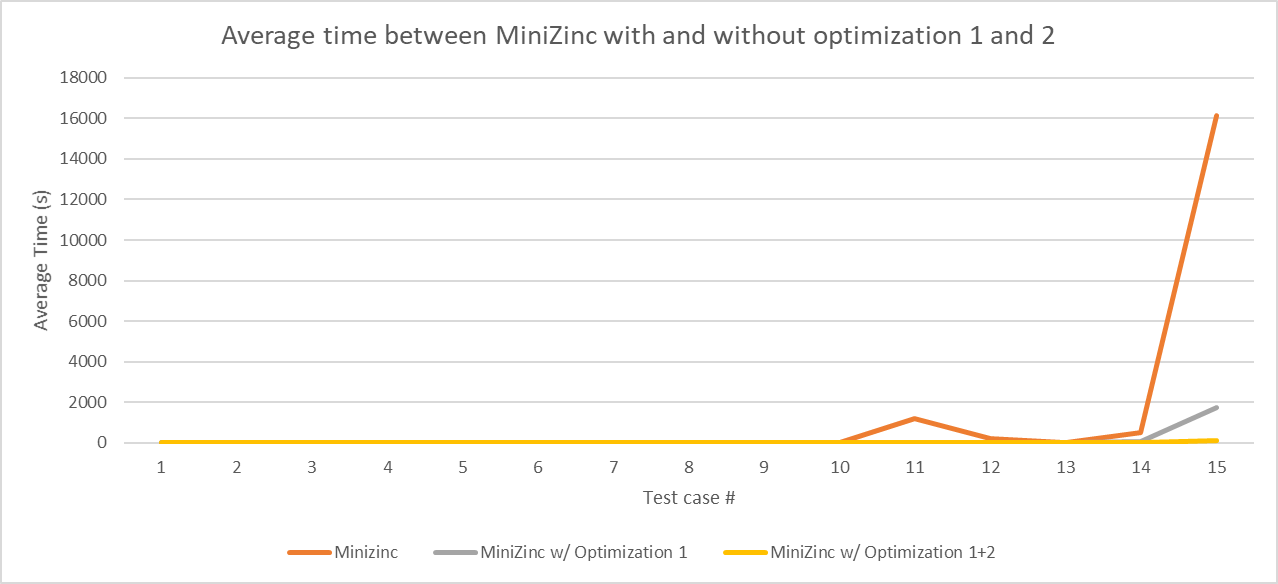 Average time between MiniZinc with and without optimization 1 and 2
18000
16000
14000
12000
10000
8000
6000
4000
2000
0
Average Time (s)
1 2 3 4 5 6 7 8 9 10 11 12 13 14 15
Test case #
Minizinc MiniZinc w/ Optimization 1 MiniZinc w/ Optimization 1+2